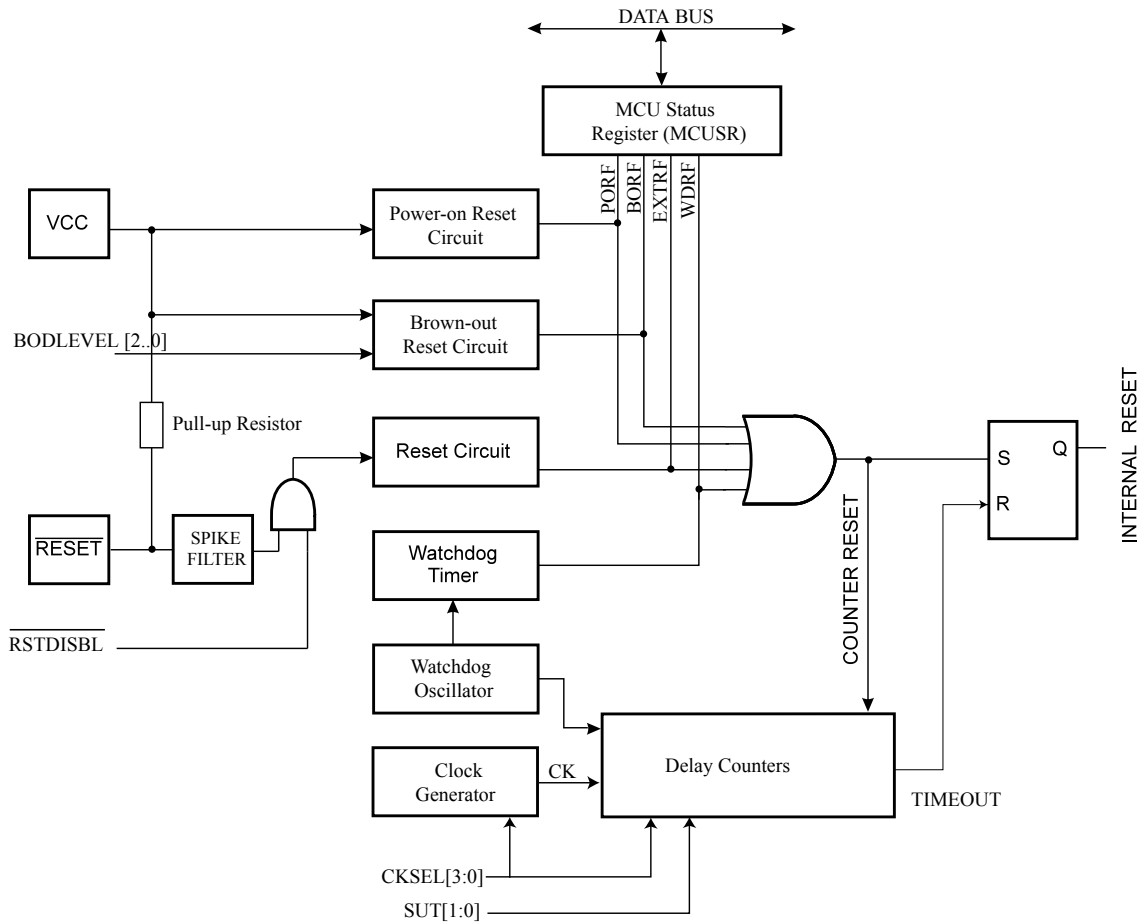 DATA BUS
MCU Status
Register (MCUSR)
PORF
BORF
EXTRF
WDRF
VCC
Power-on Reset
Circuit
BODLEVEL [2..0]
Brown-out
Reset Circuit
Pull-up Resistor
Reset Circuit
S
Q
R
INTERNAL RESET
RESET
SPIKE
FILTER
Watchdog
Timer
COUNTER RESET
RSTDISBL
Watchdog
Oscillator
Clock
Generator
CK
Delay Counters
TIMEOUT
CKSEL[3:0]
SUT[1:0]